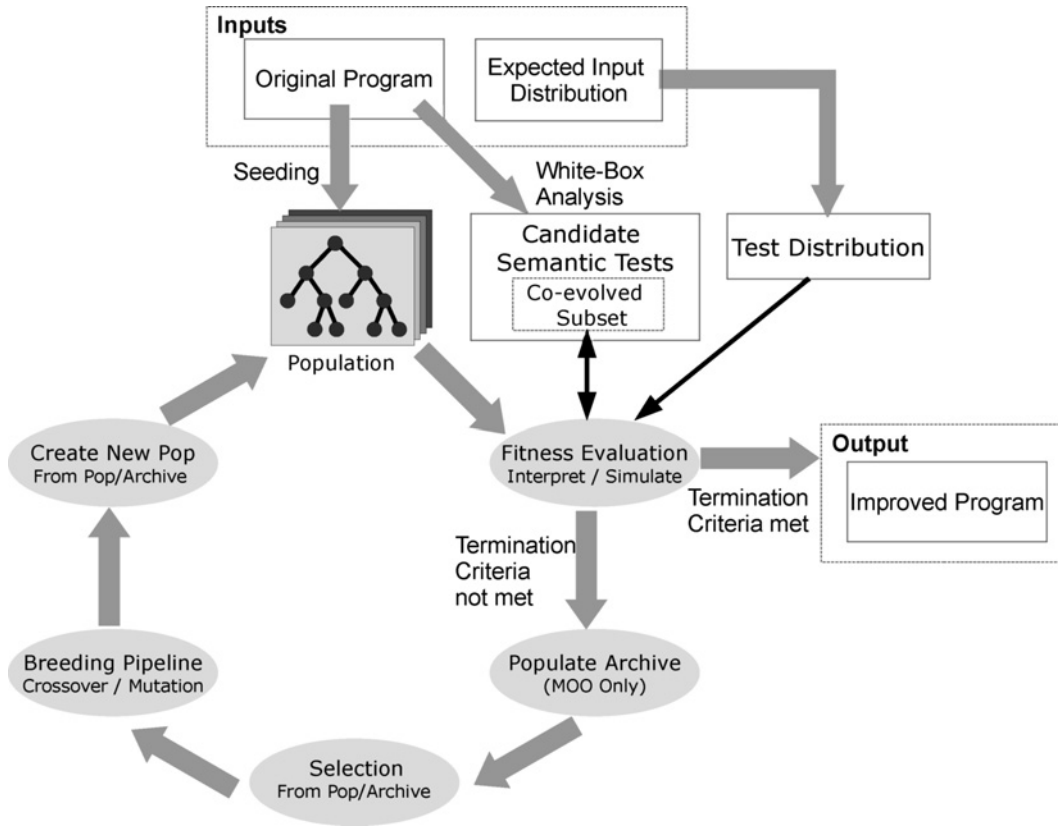 Inputs
Original Program
Expected Input
Distribution
Seeding
White-Box
Analysis
Candidate
Semantic Tests
Co-evolved
Subset
Test Distribution
Population
Create New Pop
From Pop/Archive
Fitness Evaluation
Interpret / Simulate
Output
Improved Program
Termination
Criteria met
Termination
Criteria
not met
Breeding Pipeline
Crossover / Mutation
Populate Archive
(MOO Only)
Selection
From Pop/Archive